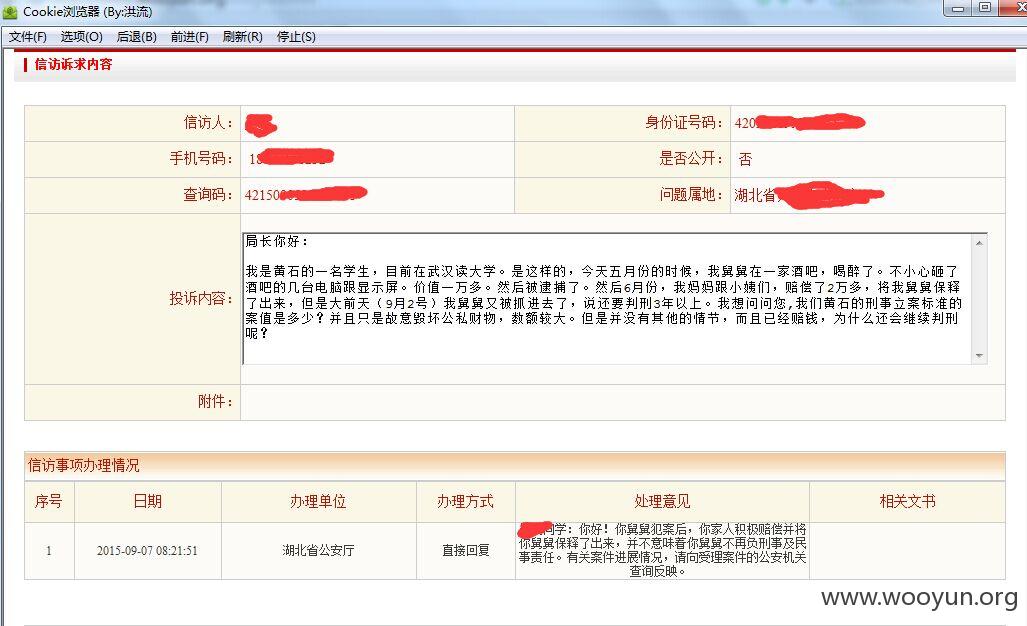 Cookie浏览器 (By:洪流)
文件(F) 选项(O) 后退(B) 前进(F) 刷新(R) 停止(S)
信访诉求内容
信访人： 身份证号码： 420
手机号码： 18 是否公开： 否
查询码： 42150 问题属地： 湖北省
投诉内容：
局长你好：
我是黄石的一名学生，目前在武汉读大学。是这样的，今天五月份的时候，我舅舅在一家酒吧，喝醉了。不小心砸了
酒吧的几台电脑跟显示屏。价值一万多。然后被逮捕了。然后6月份，我妈妈跟小姨们，赔偿了2万多，将我舅舅保释
了出来，但是大前天（9月2号）我舅舅又被抓进去了，说还要判刑3年以上。我想问问您,我们黄石的刑事立案标准的
案值是多少？并且只是故意毁坏公私财物，数额较大。但是并没有其他的情节，而且已经赔钱，为什么还会继续判刑
呢？
附件：
信访事项办理情况
序号 日期 办理单位 办理方式 处理意见 相关文书
1 2015-09-07 08:21:51 湖北省公安厅 直接回复
同学：你好！你舅舅犯案后，你家人积极赔偿并将
你舅舅保释了出来，并不意味着你舅舅不再负刑事及民
事责任。有关案件进展情况，请向受理案件的公安机关
查询反映。
www.wooyun.org